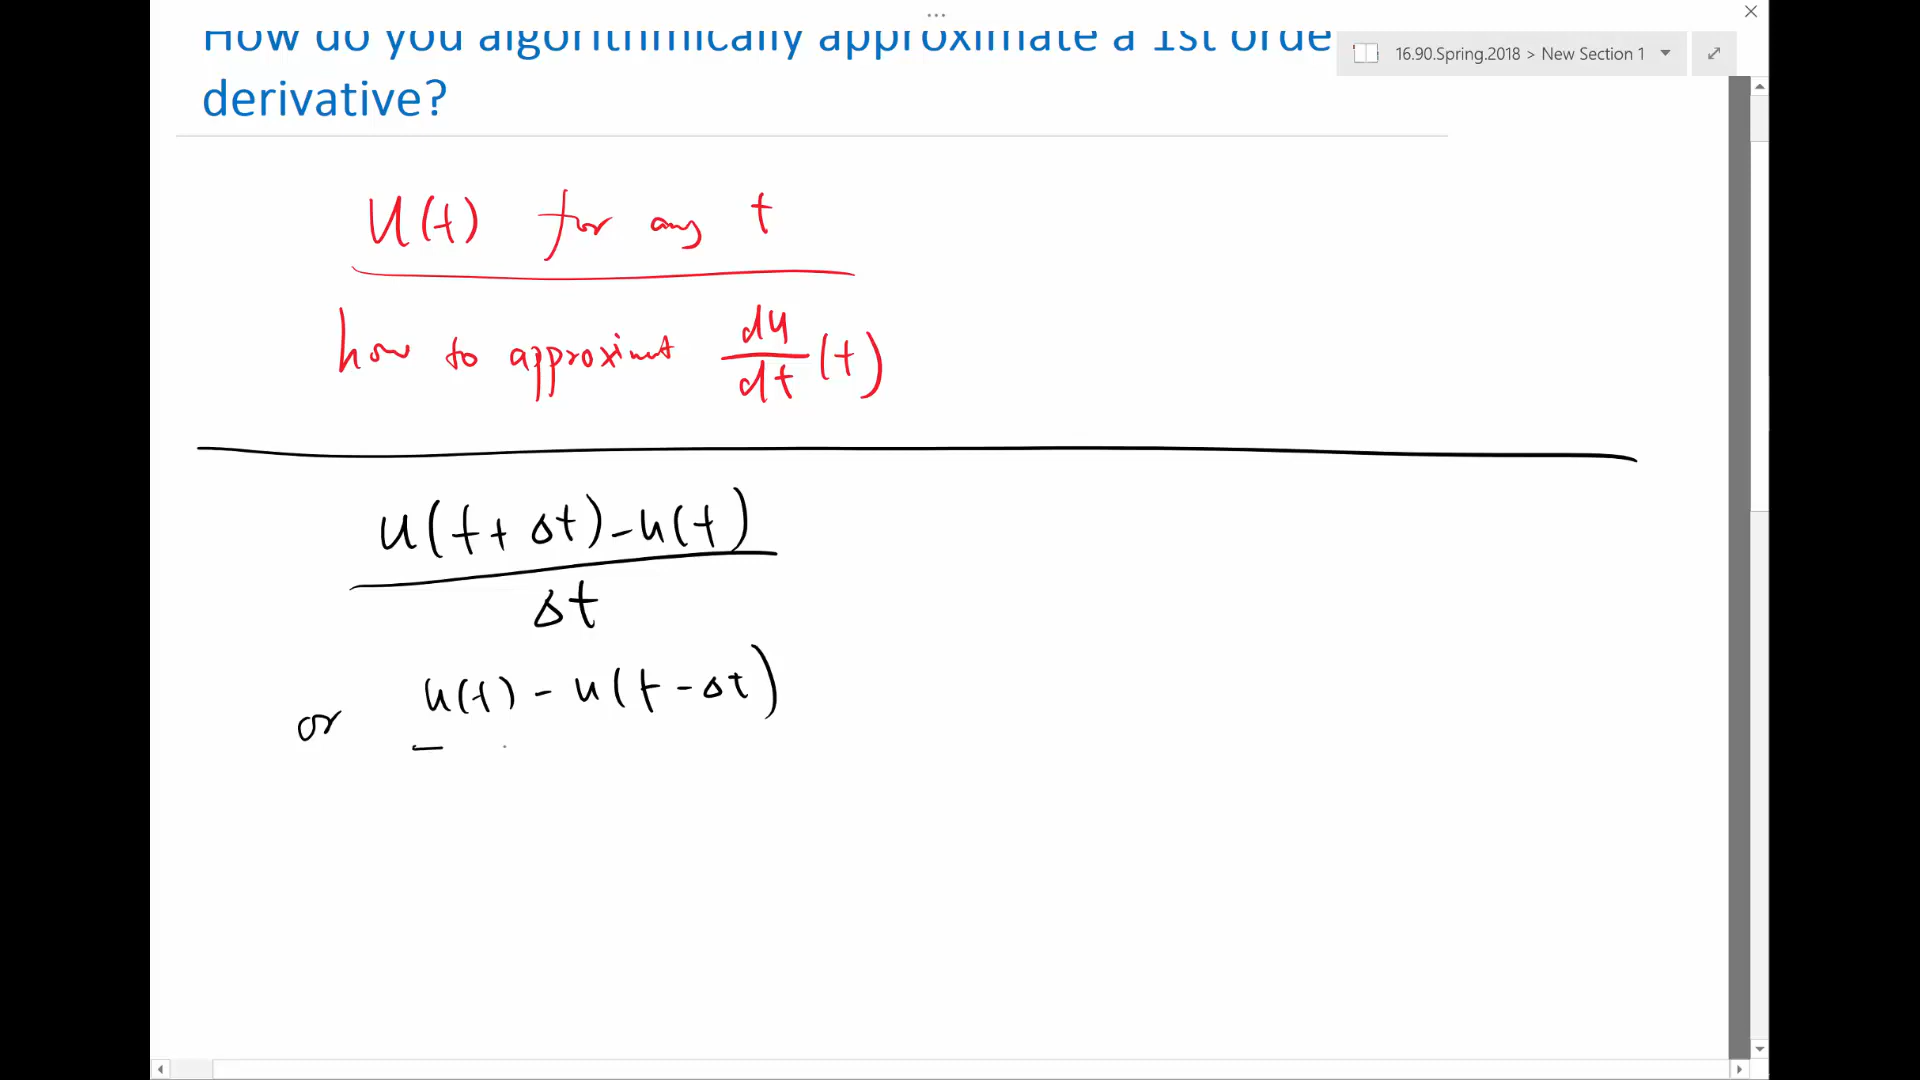 ...
How do you algorithmically approximate a 1st orde
16.90.Spring.2018 > New Section 1
derivative?
U(t) for any t
how to approximat du/dt (t)
u(t+Δt)-u(t)
Δt
or u(t) - u(t-Δt)